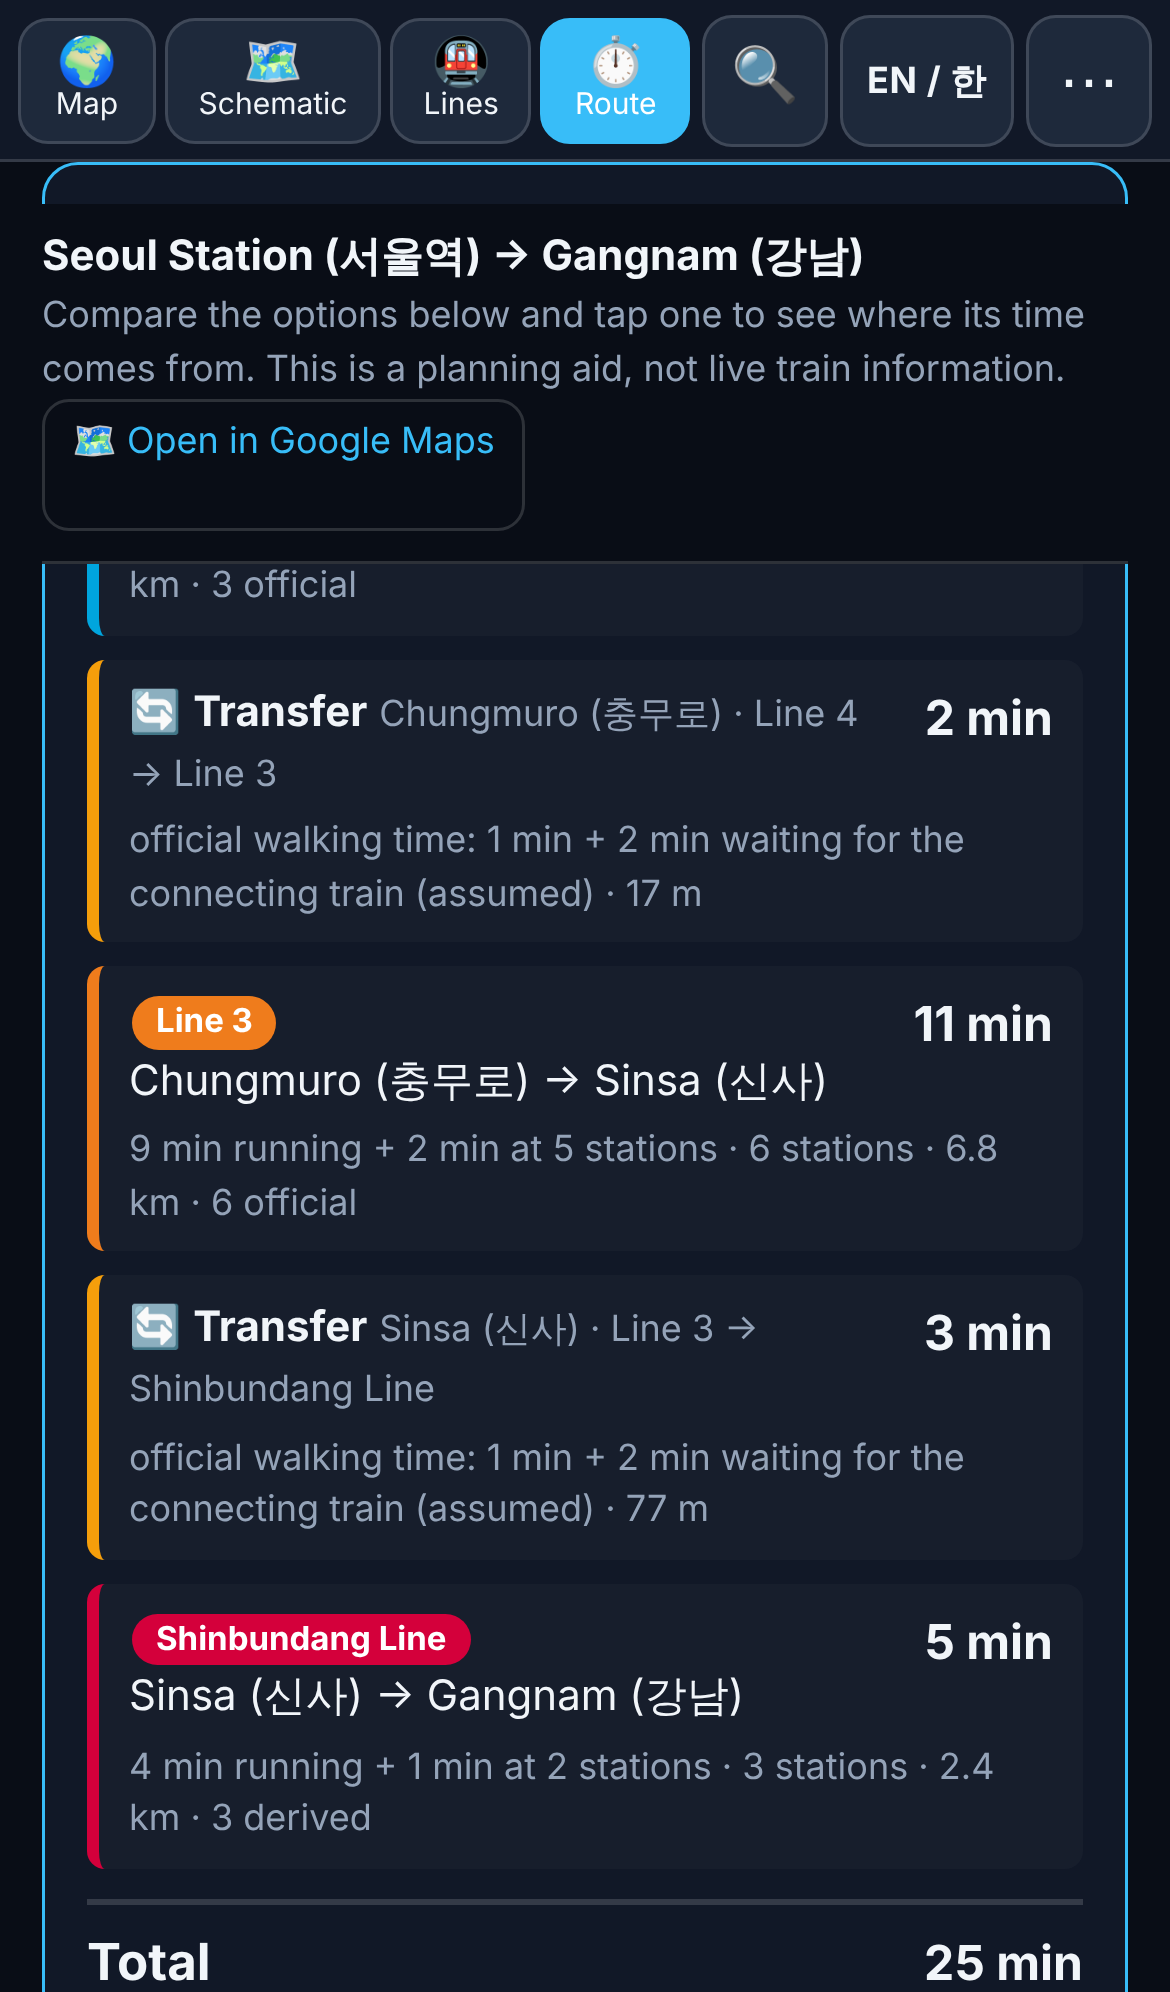 Map
Schematic
Lines
Route
EN / 한
...
Seoul Station (서울역) → Gangnam (강남)
Compare the options below and tap one to see where its time
comes from. This is a planning aid, not live train information.
Open in Google Maps
km · 3 official
Transfer Chungmuro (충무로) · Line 4
→ Line 3
2 min
official walking time: 1 min + 2 min waiting for the
connecting train (assumed) · 17 m
Line 3
11 min
Chungmuro (충무로) → Sinsa (신사)
9 min running + 2 min at 5 stations · 6 stations · 6.8
km · 6 official
Transfer Sinsa (신사) · Line 3 →
Shinbundang Line
3 min
official walking time: 1 min + 2 min waiting for the
connecting train (assumed) · 77 m
Shinbundang Line
5 min
Sinsa (신사) → Gangnam (강남)
4 min running + 1 min at 2 stations · 3 stations · 2.4
km · 3 derived
Total
25 min